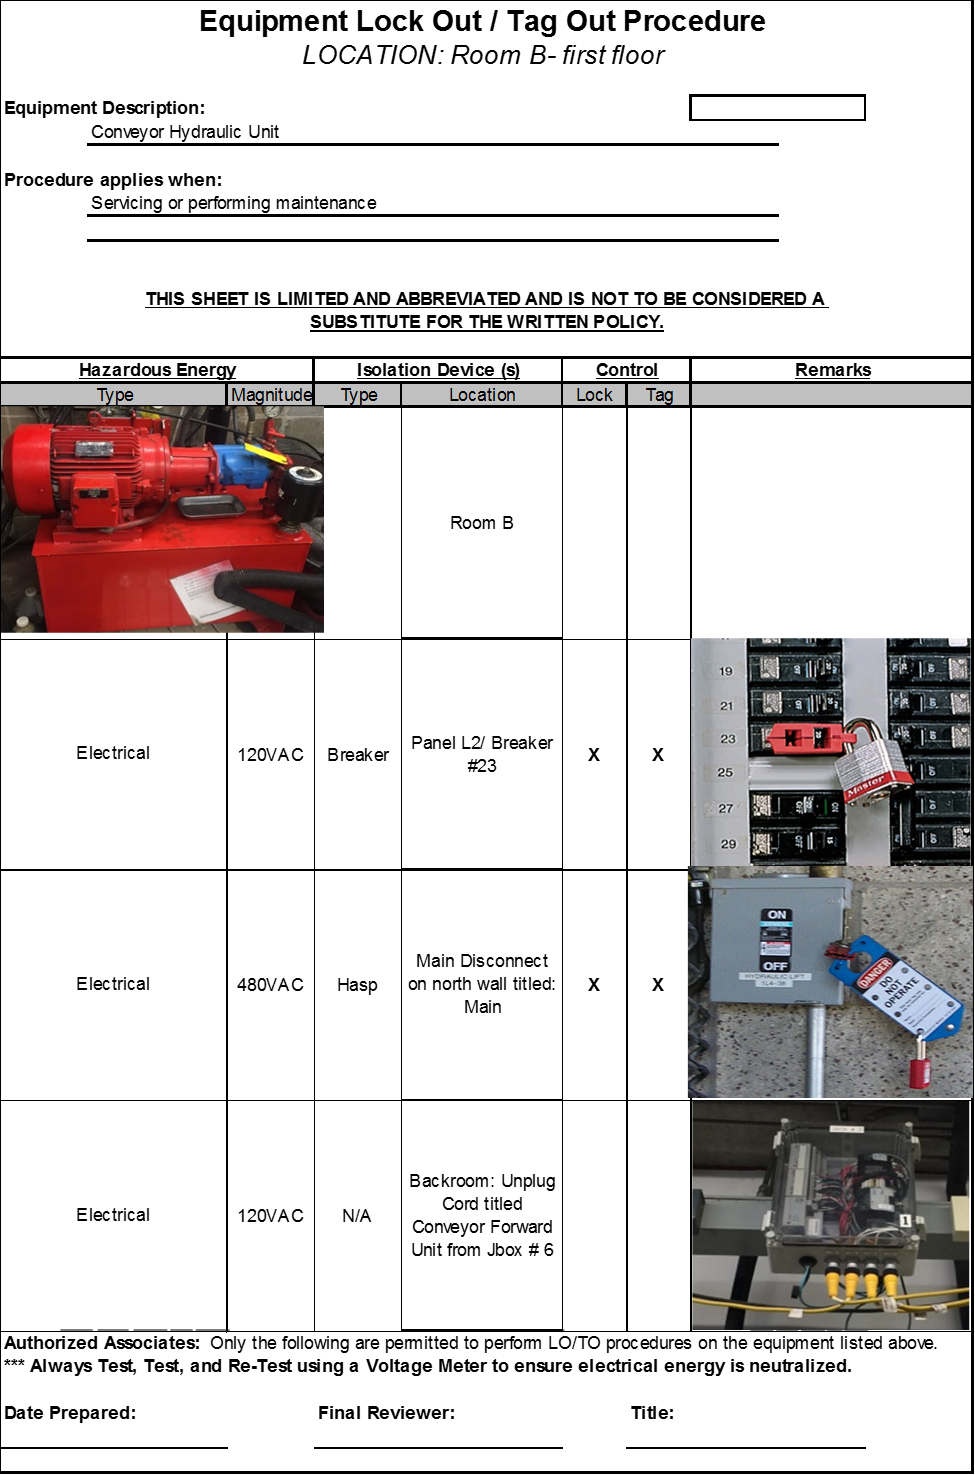 Equipment Lock Out / Tag Out Procedure
LOCATION: Room B- first floor
Equipment Description:
Conveyor Hydraulic Unit
Procedure applies when:
Servicing or performing maintenance
THIS SHEET IS LIMITED AND ABBREVIATED AND IS NOT TO BE CONSIDERED A
SUBSTITUTE FOR THE WRITTEN POLICY.
Hazardous Energy Isolation Device (s) Control Remarks
Type Magnitude Type Location Lock Tag
Room B
Electrical 120VAC Breaker
Panel L2/ Breaker
#23
X X
19
21
23
25
27
29
Master
Electrical 480VAC Hasp
Main Disconnect
on north wall titled:
Main
X X
ON
OFF
HYDRAULIC LIFT
1L4-36
DANGER
DO
NOT
OPERATE
Electrical 120VAC N/A
Backroom: Unplug
Cord titled
Conveyor Forward
Unit from Jbox # 6
1
Authorized Associates: Only the following are permitted to perform LO/TO procedures on the equipment listed above.
*** Always Test, Test, and Re-Test using a Voltage Meter to ensure electrical energy is neutralized.
Date Prepared: Final Reviewer: Title: